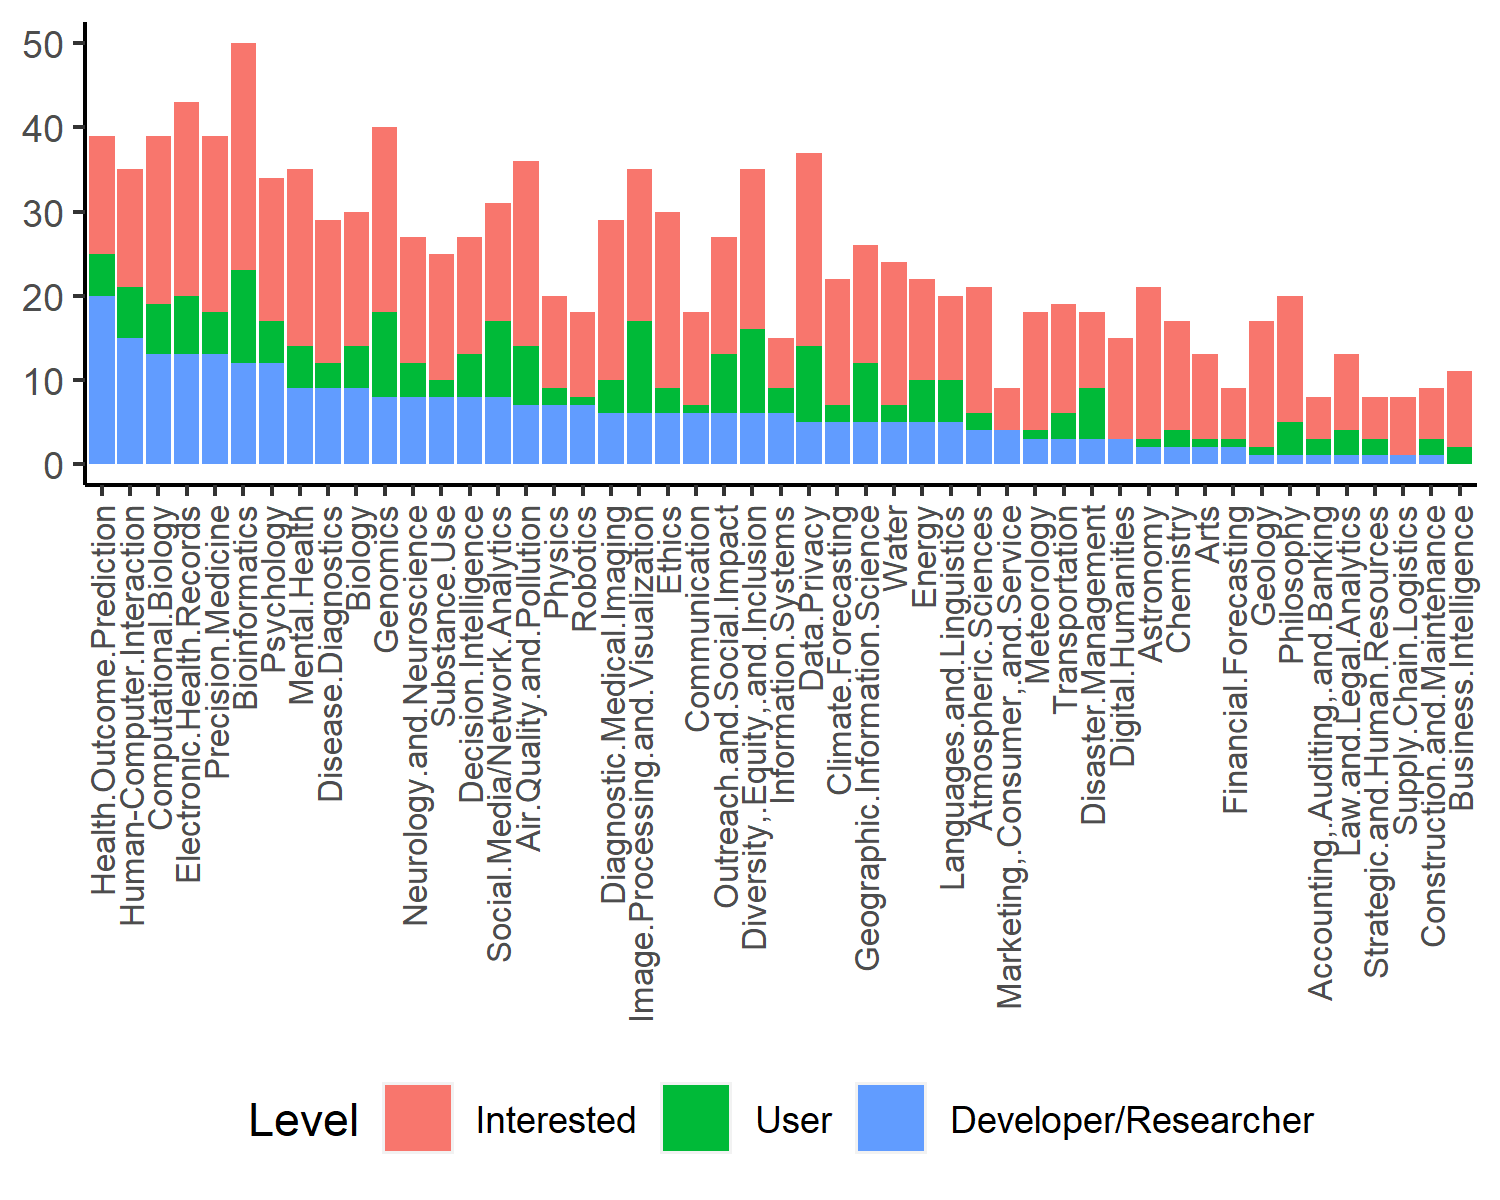 50
40
30
20
10
0
Health.Outcome.Prediction
Human-Computer.Interaction
Computational.Biology
Electronic.Health.Records
Precision.Medicine
Bioinformatics
Psychology
Mental.Health
Disease.Diagnostics
Biology
Genomics
Neurology.and.Neuroscience
Substance.Use
Decision.Intelligence
Social.Media/Network.Analytics
Air.Quality.and.Pollution
Physics
Robotics
Diagnostic.Medical.Imaging
Image.Processing.and.Visualization
Ethics
Communication
Outreach.and.Social.Impact
Diversity,.Equity,.and.Inclusion
Information.Systems
Data.Privacy
Climate.Forecasting
Geographic.Information.Science
Water
Energy
Languages.and.Linguistics
Atmospheric.Sciences
Marketing,.Consumer,.and.Service
Meteorology
Transportation
Disaster.Management
Digital.Humanities
Astronomy
Chemistry
Arts
Financial.Forecasting
Geology
Philosophy
Accounting,.Auditing,.and.Banking
Law.and.Legal.Analytics
Strategic.and.Human.Resources
Supply.Chain.Logistics
Construction.and.Maintenance
Business.Intelligence
Level Interested User Developer/Researcher